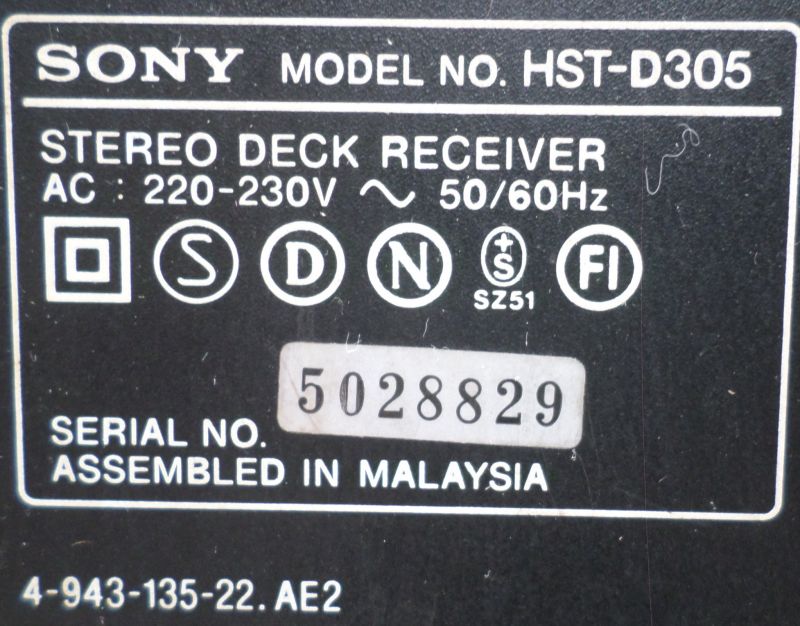 SONY MODEL NO. HST-D305
STEREO DECK RECEIVER
AC : 220-230V ~ 50/60Hz
S D N +S FI
SZ51
5028829
SERIAL NO.
ASSEMBLED IN MALAYSIA
4-943-135-22. AE2